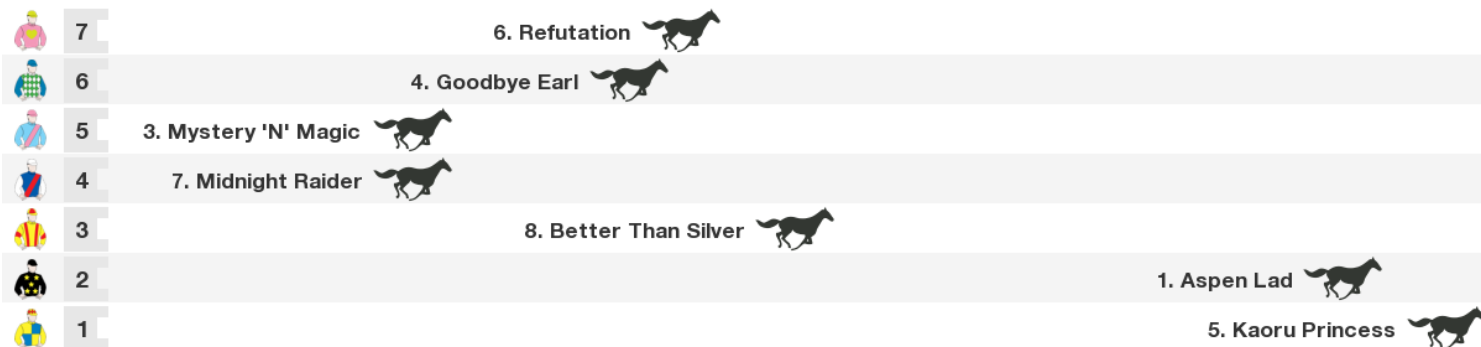 7 6. Refutation
6 4. Goodbye Earl
5 3. Mystery 'N' Magic
4 7. Midnight Raider
3 8. Better Than Silver
2 1. Aspen Lad
1 5. Kaoru Princess